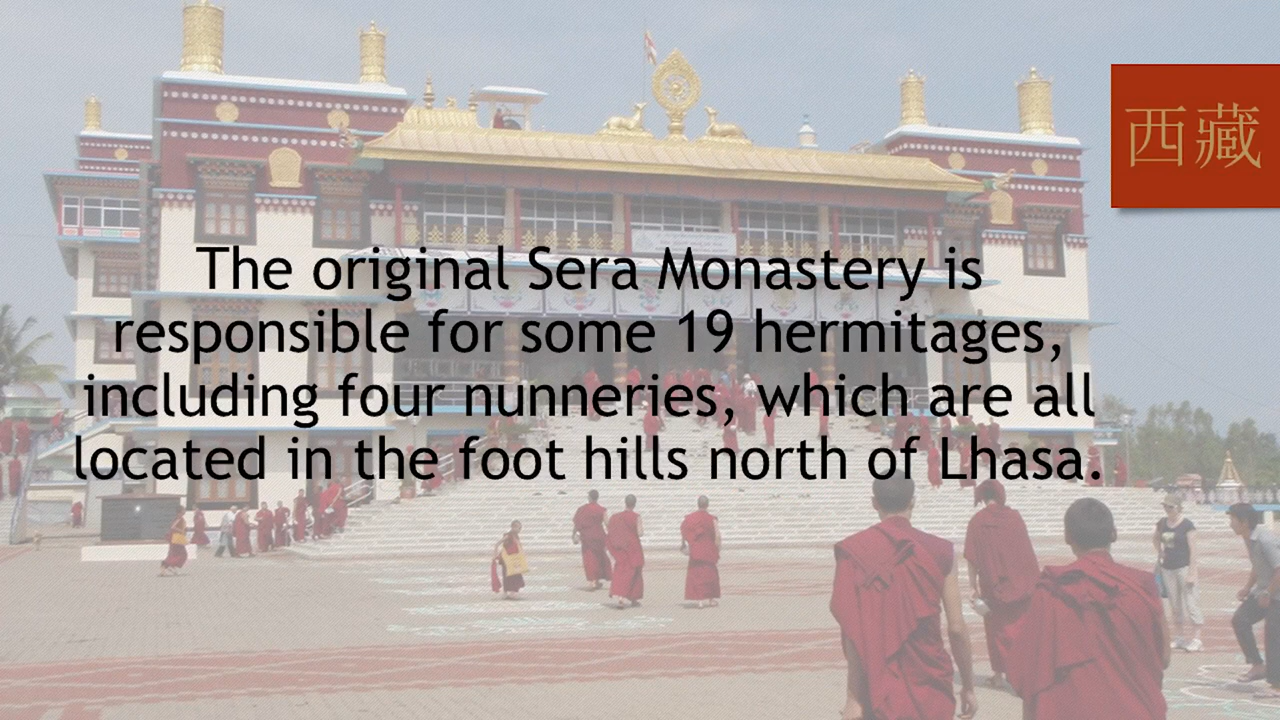 西藏
The original Sera Monastery is
responsible for some 19 hermitages,
including four nunneries, which are all
located in the foot hills north of Lhasa.